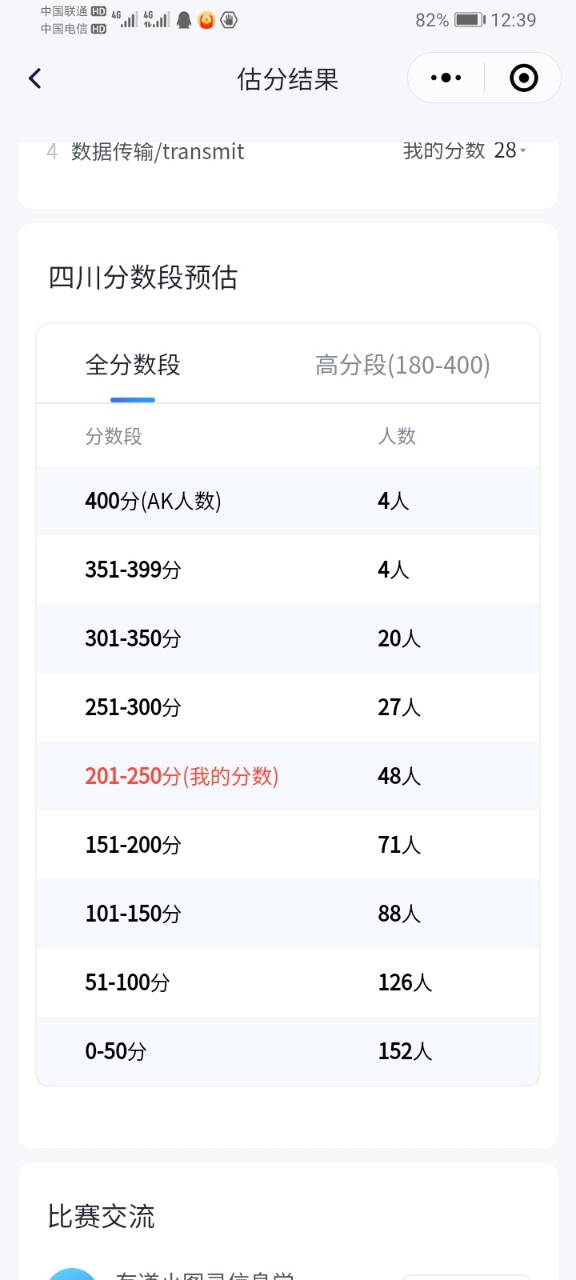 中国联通 HD 4G 4G 82% 12:39
中国电信 HD
估分结果
4 数据传输/transmit 我的分数 28
四川分数段预估
全分数段 高分段(180-400)
分数段 人数
400分(AK人数) 4人
351-399分 4人
301-350分 20人
251-300分 27人
201-250分(我的分数) 48人
151-200分 71人
101-150分 88人
51-100分 126人
0-50分 152人
比赛交流